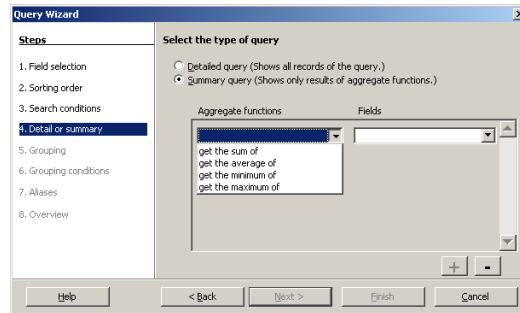 Query Wizard
Steps
1. Field selection
2. Sorting order
3. Search conditions
4. Detail or summary
5. Grouping
6. Grouping conditions
7. Aliases
8. Overview
Select the type of query
Detailed query (Shows all records of the query.)
Summary query (Shows only results of aggregate functions.)
Aggregate functions
Fields
get the sum of
get the average of
get the minimum of
get the maximum of
+ -
Help
< Back
Next >
Finish
Cancel